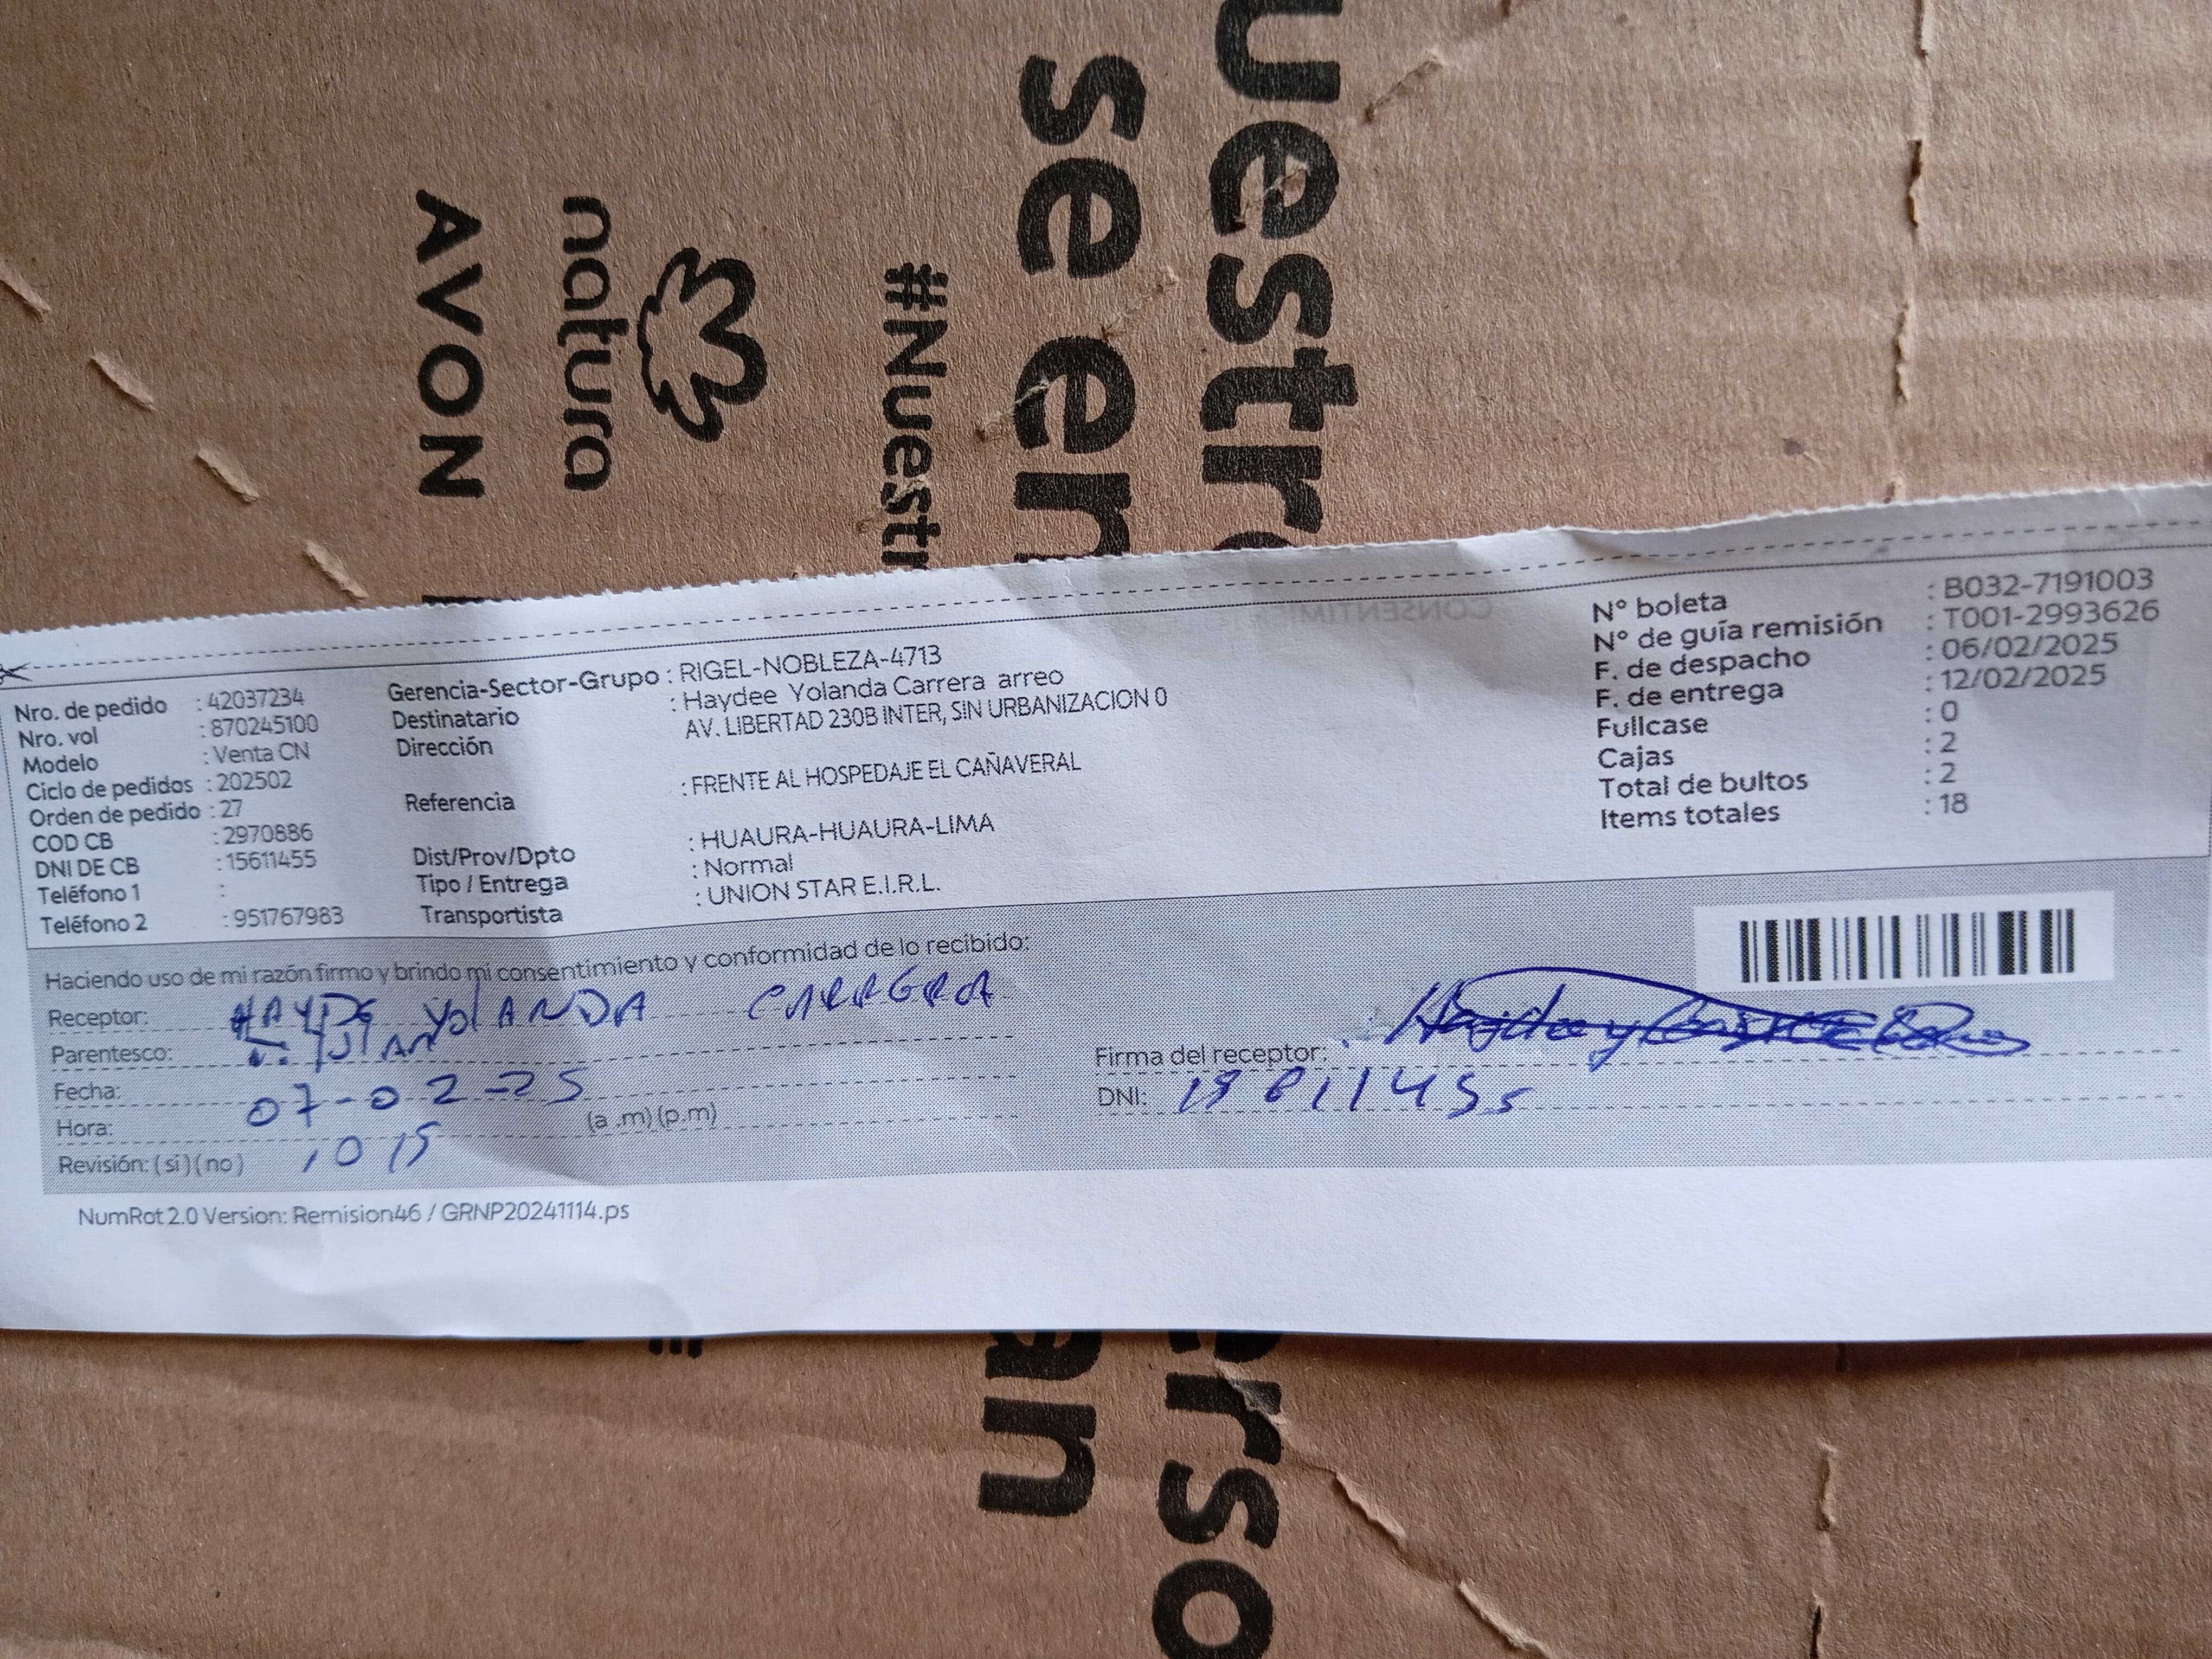 uestro
se en
#Nuestr
natura
AVON
CONSENTIMI
Nro. de pedido : 42037234
Nro. vol : 870245100
Modelo : Venta CN
Ciclo de pedidos : 202502
Orden de pedido : 27
COD CB : 2970886
DNI DE CB : 15611455
Teléfono 1 :
Teléfono 2 : 951767983
Gerencia-Sector-Grupo : RIGEL-NOBLEZA-4713
Destinatario : Haydee Yolanda Carrera arreo
Dirección AV. LIBERTAD 230B INTER, SIN URBANIZACION 0
Referencia : FRENTE AL HOSPEDAJE EL CAÑAVERAL
Dist/Prov/Dpto : HUAURA-HUAURA-LIMA
Tipo / Entrega : Normal
Transportista : UNION STAR E.I.R.L.
N° boleta : B032-7191003
N° de guía remisión : T001-2993626
F. de despacho : 06/02/2025
F. de entrega : 12/02/2025
Fullcase : 0
Cajas : 2
Total de bultos : 2
Items totales : 18
Haciendo uso de mi razón firmo y brindo mi consentimiento y conformidad de lo recibido:
Receptor: YOLANDA CARRERA
Parentesco:
Fecha: 07-02-25
Hora: (a .m) (p.m)
Revisión: (si) (no) 1015
Firma del receptor:
DNI: 15611455
NumRot 2.0 Version: Remision46 / GRNP20241114.ps
an
erso